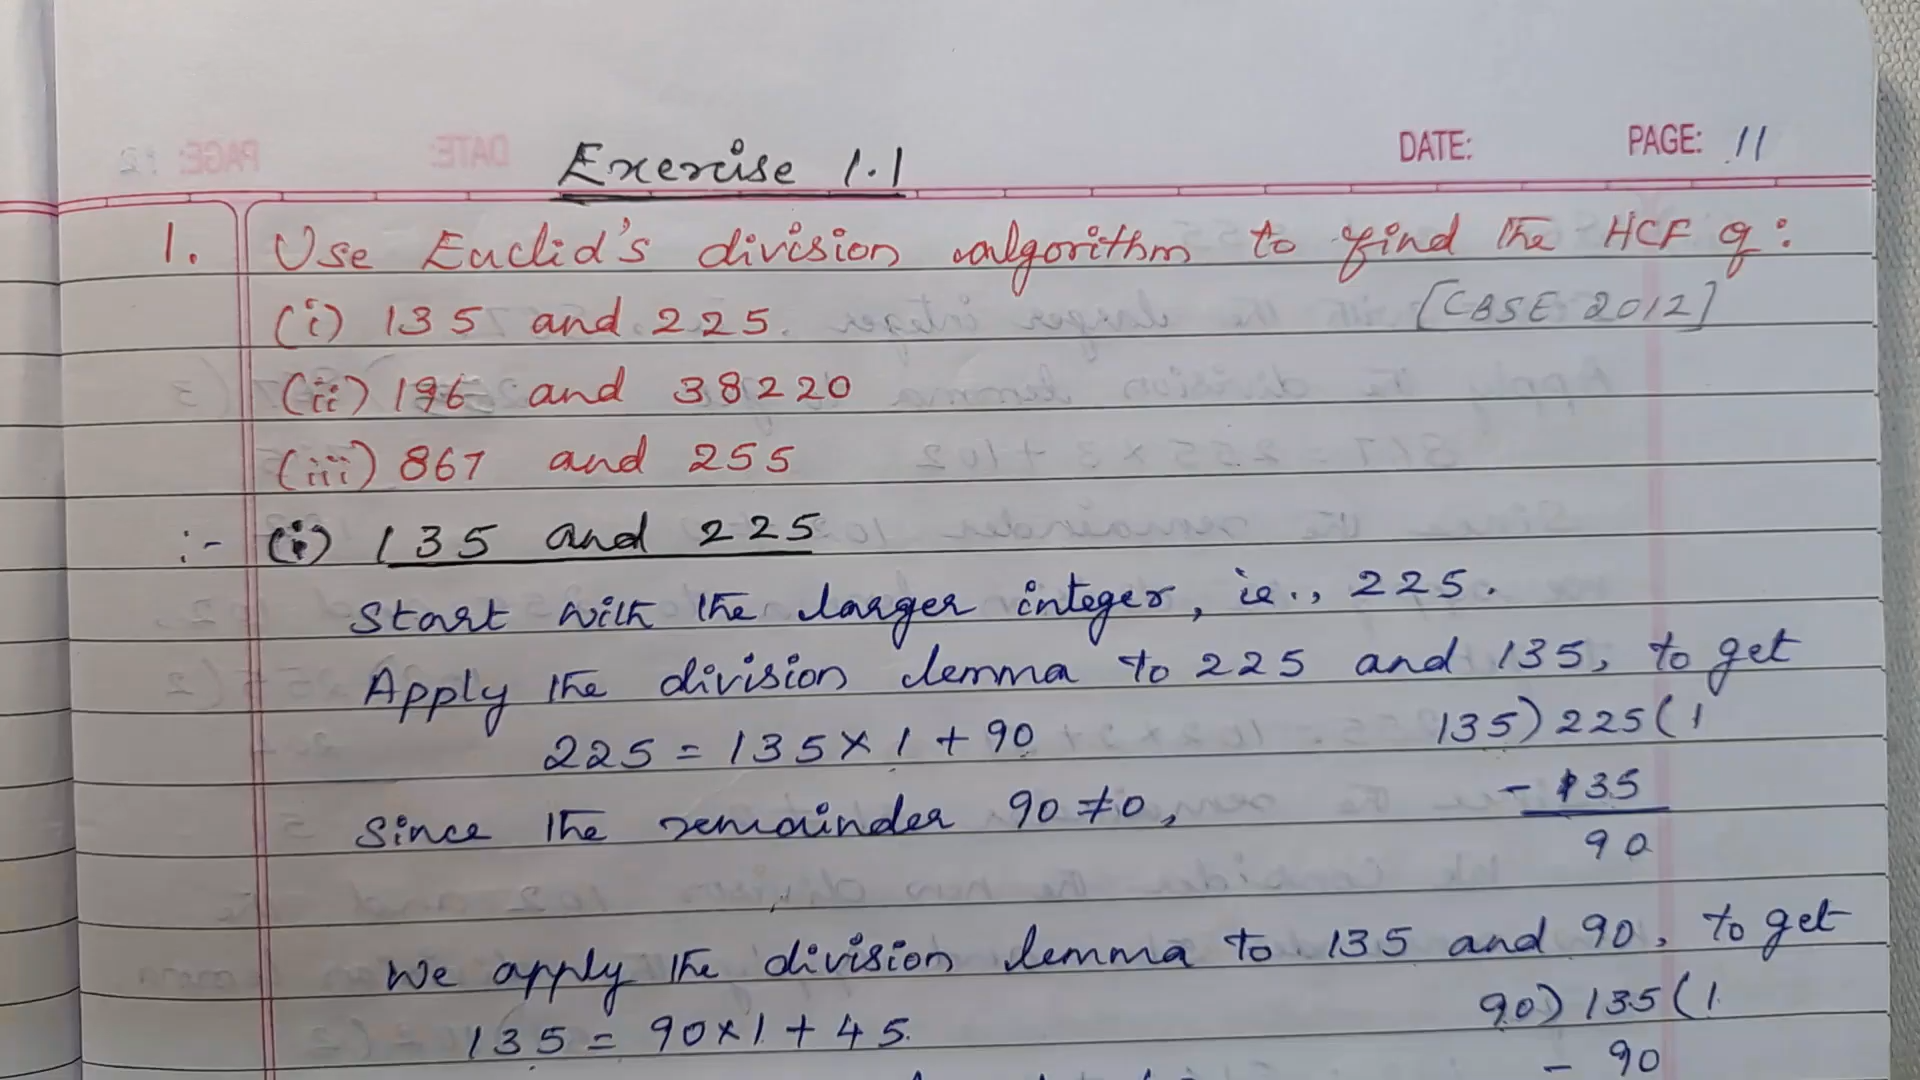 Exercise 1.1
DATE: PAGE: 11
1. Use Euclid's division algorithm to find the HCF of:
(i) 135 and 225. [CBSE 2012]
(ii) 196 and 38220
(iii) 867 and 255
:- (i) 135 and 225
Start with the larger integer, ie., 225.
Apply the division lemma to 225 and 135, to get
225 = 135 × 1 + 90 135) 225 ( 1
- 135
Since the remainder 90 ≠ 0,
90
We apply the division lemma to 135 and 90, to get
135 = 90 × 1 + 45. 90) 135 ( 1
- 90